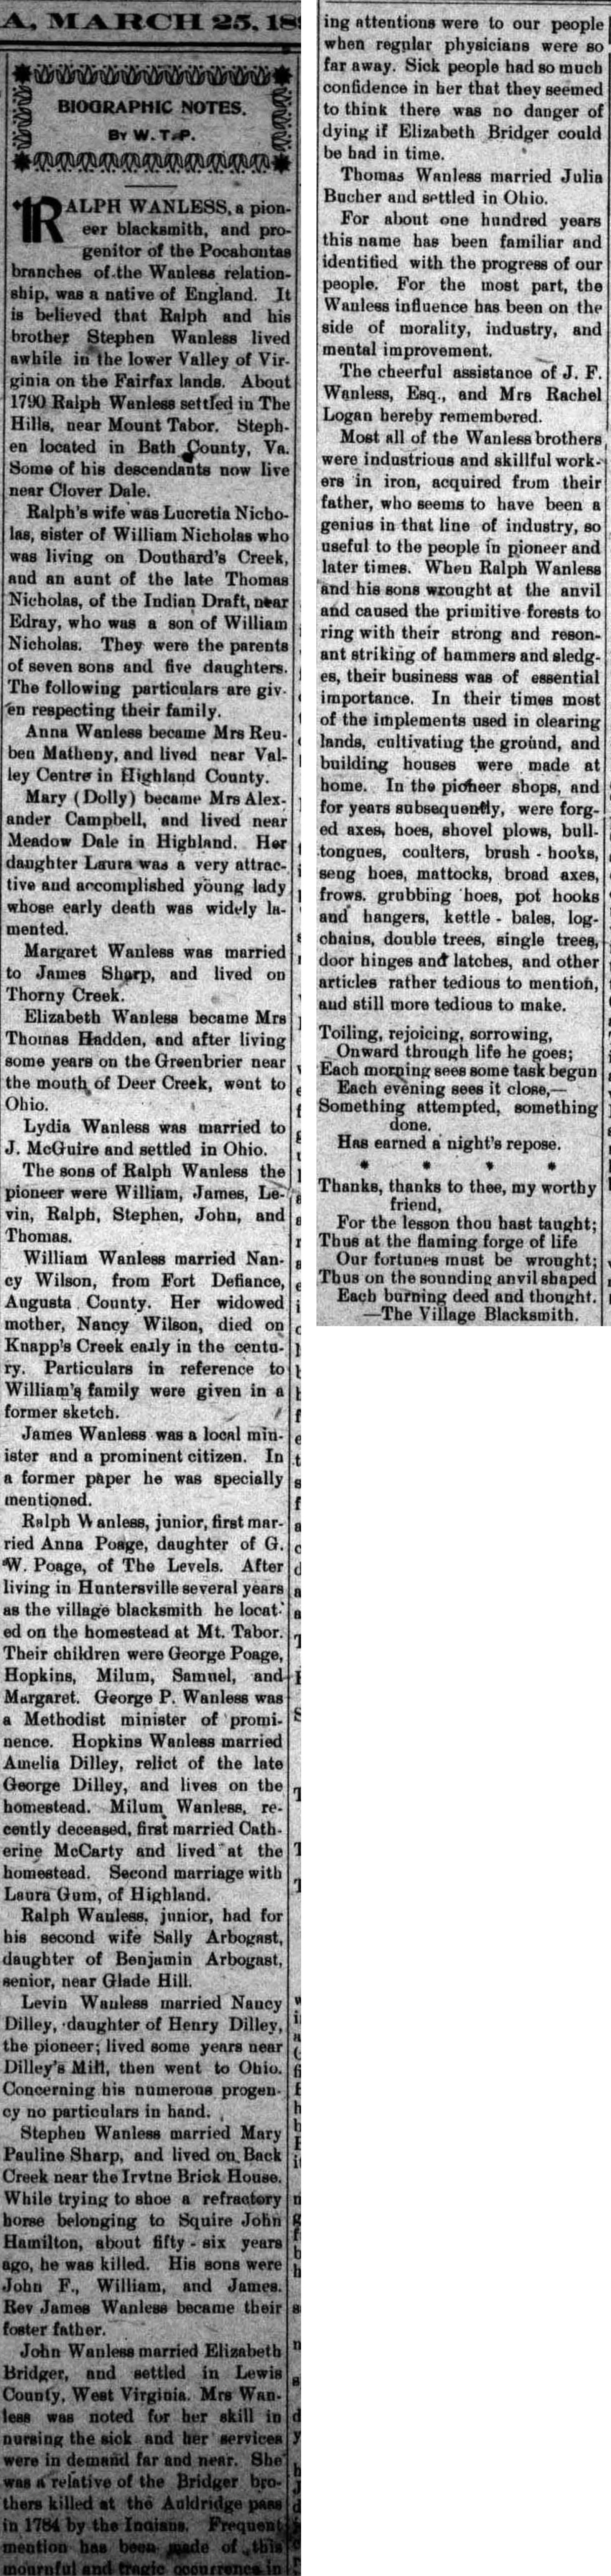 A, MARCH 25, 18
BIOGRAPHIC NOTES.
BY W. T. P.
RALPH WANLESS, a pion-
eer blacksmith, and pro-
genitor of the Pocahontas
branches of the Wanless relation-
ship, was a native of England. It
is believed that Ralph and his
brother Stephen Wanless lived
awhile in the lower Valley of Vir-
ginia on the Fairfax lands. About
1790 Ralph Wanless settled in The
Hills, near Mount Tabor. Steph-
en located in Bath County, Va.
Some of his descendants now live
near Clover Dale.
Ralph's wife was Lucretia Nicho-
las, sister of William Nicholas who
was living on Douthard's Creek,
and an aunt of the late Thomas
Nicholas, of the Indian Draft, near
Edray, who was a son of William
Nicholas. They were the parents
of seven sons and five daughters.
The following particulars are giv-
en respecting their family.
Anna Wanless became Mrs Reu-
ben Matheny, and lived near Val-
ley Centre in Highland County.
Mary (Dolly) became Mrs Alex-
ander Campbell, and lived near
Meadow Dale in Highland. Her
daughter Laura was a very attrac-
tive and accomplished young lady
whose early death was widely la-
mented.
Margaret Wanless was married
to James Sharp, and lived on
Thorny Creek.
Elizabeth Wanless became Mrs
Thomas Hadden, and after living
some years on the Greenbrier near
the mouth of Deer Creek, went to
Ohio.
Lydia Wanless was married to
J. McGuire and settled in Ohio.
The sons of Ralph Wanless the
pioneer were William, James, Le-
vin, Ralph, Stephen, John, and
Thomas.
William Wanless married Nan-
cy Wilson, from Fort Defiance,
Augusta County. Her widowed
mother, Nancy Wilson, died on
Knapp's Creek early in the centu-
ry. Particulars in reference to
William's family were given in a
former sketch.
James Wanless was a local min-
ister and a prominent citizen. In
a former paper he was specially
mentioned.
Ralph Wanless, junior, first mar-
ried Anna Poage, daughter of G.
W. Poage, of The Levels. After
living in Huntersville several years
as the village blacksmith he locat-
ed on the homestead at Mt. Tabor.
Their children were George Poage,
Hopkins, Milum, Samuel, and
Margaret. George P. Wanless was
a Methodist minister of promi-
nence. Hopkins Wanless married
Amelia Dilley, relict of the late
George Dilley, and lives on the
homestead. Milum Wanless, re-
cently deceased, first married Cath-
erine McCarty and lived at the
homestead. Second marriage with
Laura Gum, of Highland.
Ralph Wanless, junior, had for
his second wife Sally Arbogast,
daughter of Benjamin Arbogast,
senior, near Glade Hill.
Levin Wanless married Nancy
Dilley, daughter of Henry Dilley,
the pioneer; lived some years near
Dilley's Mill, then went to Ohio.
Concerning his numerous progen-
cy no particulars in hand.
Stephen Wanless married Mary
Pauline Sharp, and lived on Back
Creek near the Irvtne Brick House.
While trying to shoe a refractory
horse belonging to Squire John
Hamilton, about fifty-six years
ago, he was killed. His sons were
John F., William, and James.
Rev James Wanless became their
foster father.
John Wanless married Elizabeth
Bridger, and settled in Lewis
County, West Virginia. Mrs Wan-
less was noted for her skill in
nursing the sick and her services
were in demand far and near. She
was a relative of the Bridger bro-
thers killed at the Auldridge pass
in 1784 by the Indians. Frequent
mention has been made of this
mournful and tragic occurrence in
ing attentions were to our people
when regular physicians were so
far away. Sick people had so much
confidence in her that they seemed
to think there was no danger of
dying if Elizabeth Bridger could
be had in time.
Thomas Wanless married Julia
Bucher and settled in Ohio.
For about one hundred years
this name has been familiar and
identified with the progress of our
people. For the most part, the
Wanless influence has been on the
side of morality, industry, and
mental improvement.
The cheerful assistance of J. F.
Wanless, Esq., and Mrs Rachel
Logan hereby remembered.
Most all of the Wanless brothers
were industrious and skillful work-
ers in iron, acquired from their
father, who seems to have been a
genius in that line of industry, so
useful to the people in pioneer and
later times. When Ralph Wanless
and his sons wrought at the anvil
and caused the primitive forests to
ring with their strong and reson-
ant striking of hammers and sledg-
es, their business was of essential
importance. In their times most
of the implements used in clearing
lands, cultivating the ground, and
building houses were made at
home. In the pioneer shops, and
for years subsequently, were forg-
ed axes, hoes, shovel plows, bull-
tongues, coulters, brush-hooks,
seng hoes, mattocks, broad axes,
frows, grubbing hoes, pot hooks
and hangers, kettle-bales, log-
chains, double trees, single trees,
door hinges and latches, and other
articles rather tedious to mention,
and still more tedious to make.
Toiling, rejoicing, sorrowing,
Onward through life he goes;
Each morning sees some task begun
Each evening sees it close,—
Something attempted, something
done.
Has earned a night's repose.
* * * *
Thanks, thanks to thee, my worthy
friend,
For the lesson thou hast taught;
Thus at the flaming forge of life
Our fortunes must be wrought;
Thus on the sounding anvil shaped
Each burning deed and thought.
—The Village Blacksmith.